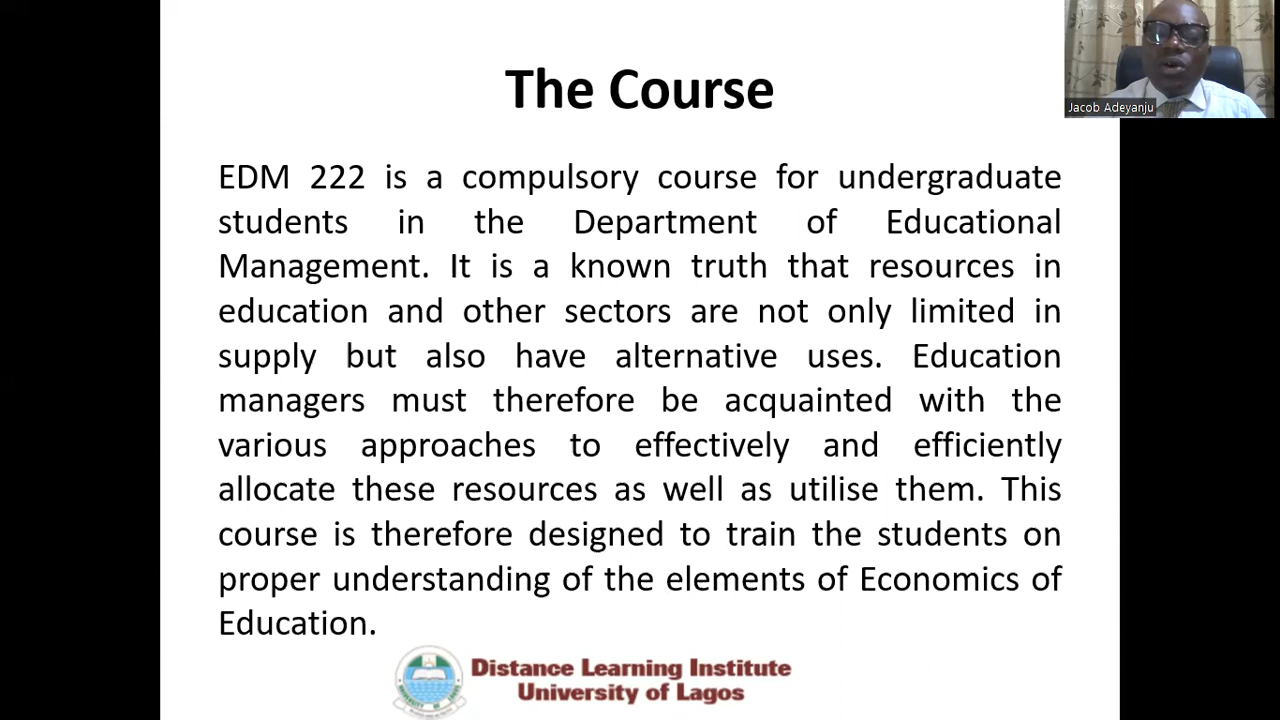 The Course
Jacob Adeyanju
EDM 222 is a compulsory course for undergraduate
students in the Department of Educational
Management. It is a known truth that resources in
education and other sectors are not only limited in
supply but also have alternative uses. Education
managers must therefore be acquainted with the
various approaches to effectively and efficiently
allocate these resources as well as utilise them. This
course is therefore designed to train the students on
proper understanding of the elements of Economics of
Education.
Distance Learning Institute
University of Lagos